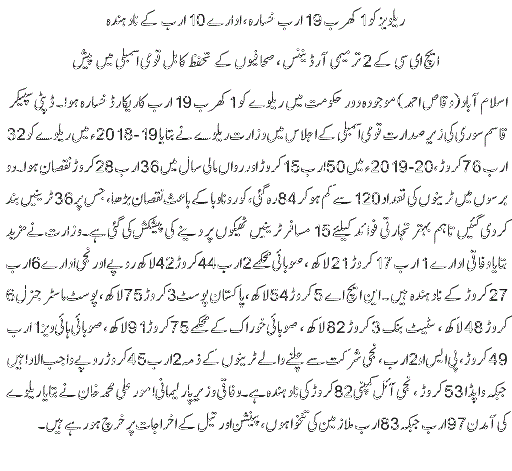 ریلویز کو 1 کھرب 19 ارب خسارہ، ادارے 10 ارب کے نادہندہ
ایچ ای سی کے 2 ترمیمی آرڈیننس، صحافیوں کے تحفظ کا بل قومی اسمبلی میں پیش
اسلام آباد (وقاص احمد) موجودہ دور حکومت میں ریلوے کو 1 کھرب 19 ارب کا ریکارڈ خسارہ ہوا۔ ڈپٹی سپیکر
قاسم سوری کی زیر صدارت قومی اسمبلی کے اجلاس میں وزارت ریلوے نے بتایا 19-2018ء میں ریلوے کو 32
ارب 76 کروڑ، 20-2019ء میں 50 ارب 15 کروڑ اور رواں مالی سال میں 36 ارب 28 کروڑ نقصان ہوا۔ دو
برسوں میں ٹرینوں کی تعداد 120 سے کم ہو کر 84 رہ گئی، کورونا وبا کے باعث نقصان بڑھا، جس پر 36 ٹرینیں بند
کر دی گئیں تاہم بہتر تجارتی فوائد کیلئے 15 مسافر ٹرینیں ٹھیکوں پر دینے کی پیشکش کی گئی ہے۔ وزارت نے مزید
بتایا وفاقی ادارے 1 ارب 17 کروڑ 21 لاکھ، صوبائی محکمے 2 ارب 44 کروڑ 42 لاکھ روپے اور نجی ادارے 6 ارب
27 کروڑ کے نادہندہ ہیں۔۔ این ایچ اے 5 کروڑ 54 لاکھ، پاکستان پوسٹ 3 کروڑ 75 لاکھ، پوسٹ ماسٹر جنرل 6
کروڑ 48 لاکھ، سٹیٹ بنک 3 کروڑ 82 لاکھ، صوبائی خوراک کے محکمے 75 کروڑ 91 لاکھ، صوبائی ہائی ویز 1 ارب
49 کروڑ، پی ایس او 2 ارب، نجی شراکت سے چلنے والے ٹرینوں کے ذمہ 2 ارب 45 کروڑ روپے واجب الادا ہیں
جبکہ واپڈا 53 کروڑ، نجی آئل کمپنی 82 کروڑ کی نادہندہ ہے۔ وفاقی وزیر پارلیمانی امور علی محمد خان نے بتایا ریلوے
کی آمدن 97 ارب جبکہ 83 ارب ملازمین کی تنخواہوں، پینشن اور تیل کے اخراجات پر خرچ ہو رہے ہیں۔